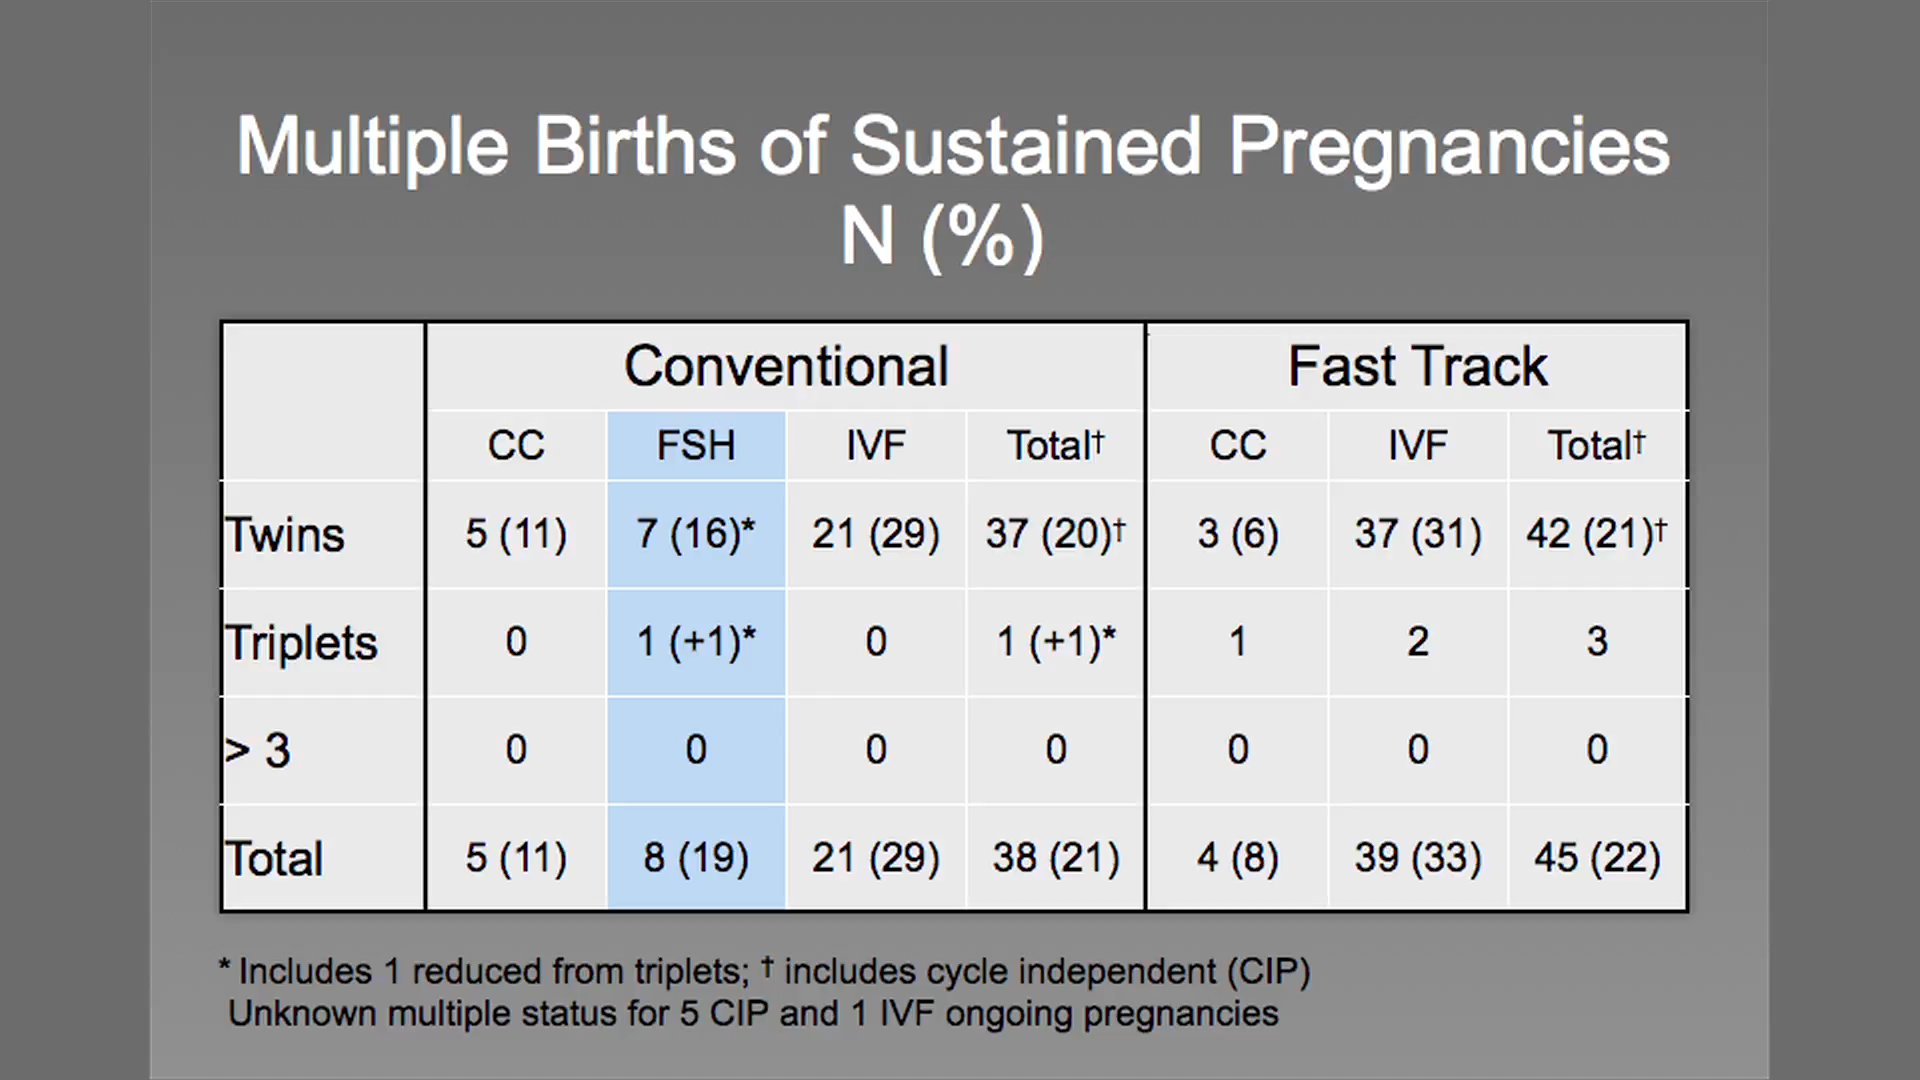 Multiple Births of Sustained Pregnancies
N (%)
Conventional Fast Track
CC FSH IVF Total† CC IVF Total†
Twins 5 (11) 7 (16)* 21 (29) 37 (20)† 3 (6) 37 (31) 42 (21)†
Triplets 0 1 (+1)* 0 1 (+1)* 1 2 3
> 3 0 0 0 0 0 0 0
Total 5 (11) 8 (19) 21 (29) 38 (21) 4 (8) 39 (33) 45 (22)
* Includes 1 reduced from triplets; † includes cycle independent (CIP)
Unknown multiple status for 5 CIP and 1 IVF ongoing pregnancies